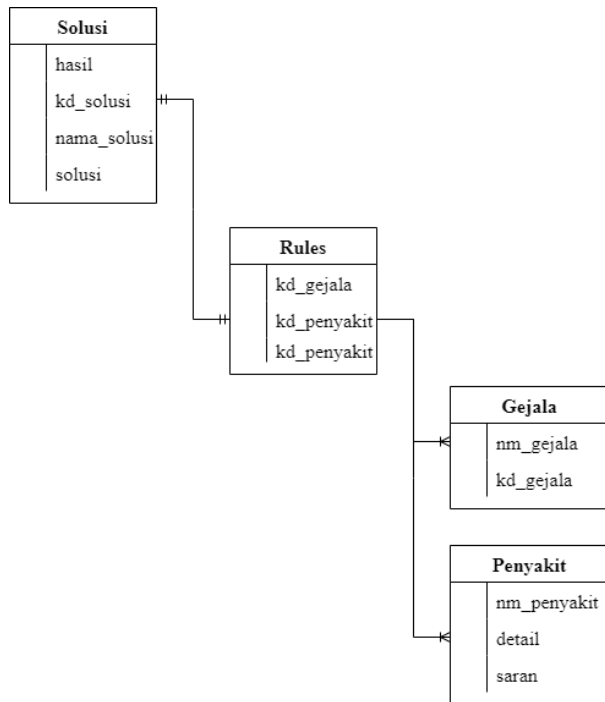 Solusi
hasil
kd_solusi
nama_solusi
solusi
Rules
kd_gejala
kd_penyakit
kd_penyakit
Gejala
nm_gejala
kd_gejala
Penyakit
nm_penyakit
detail
saran